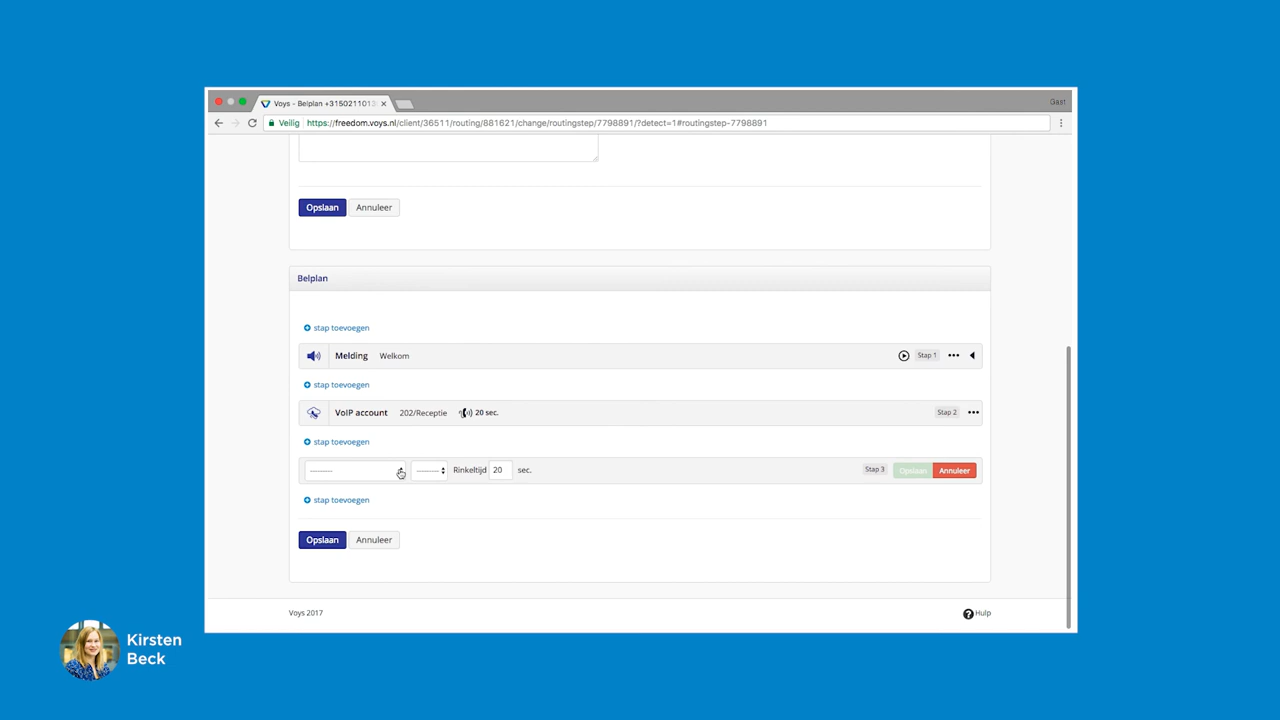 Voys - Belplan +3150211013
Gast
Veilig https://freedom.voys.nl/client/36511/routing/881621/change/routingstep/7798891/?detect=1#routingstep-7798891
Opslaan Annuleer
Belplan
stap toevoegen
Melding Welkom Stap 1
stap toevoegen
VoIP account 202/Receptie 20 sec. Stap 2
stap toevoegen
--------- --------- Rinkeltijd 20 sec. Stap 3 Opslaan Annuleer
stap toevoegen
Opslaan Annuleer
Voys 2017 Hulp
Kirsten
Beck